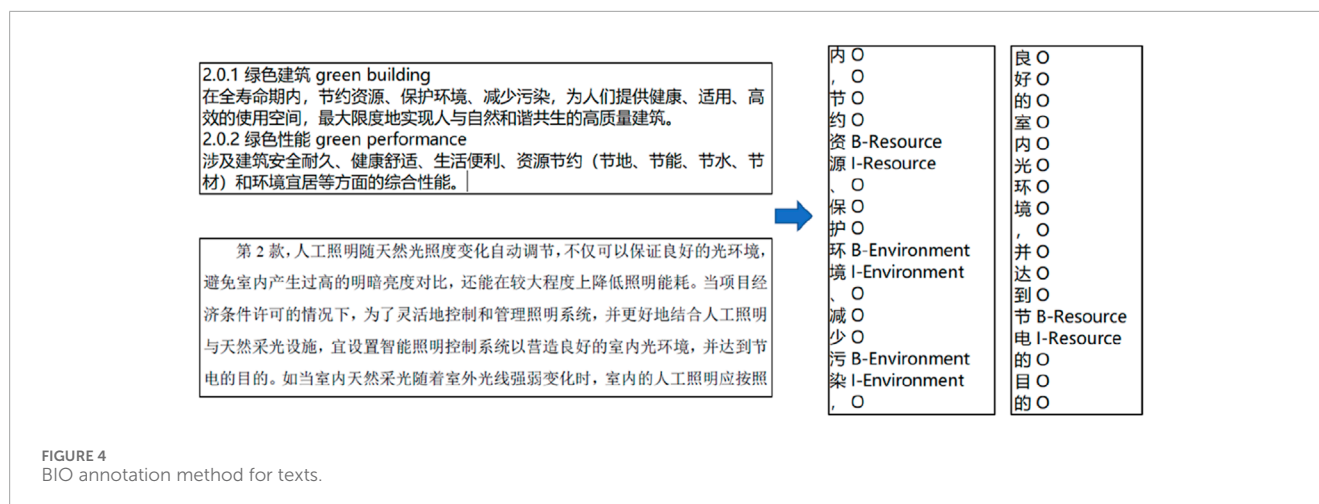 2.0.1 绿色建筑 green building
在全寿命期内，节约资源、保护环境、减少污染，为人们提供健康、适用、高
效的使用空间，最大限度地实现人与自然和谐共生的高质量建筑。
2.0.2 绿色性能 green performance
涉及建筑安全耐久、健康舒适、生活便利、资源节约（节地、节能、节水、节
材）和环境宜居等方面的综合性能。
第 2 款，人工照明随天然光照度变化自动调节，不仅可以保证良好的光环境，
避免室内产生过高的明暗亮度对比，还能在较大程度上降低照明能耗。当项目经
济条件许可的情况下，为了灵活地控制和管理照明系统，并更好地结合人工照明
与天然采光设施，宜设置智能照明控制系统以营造良好的室内光环境，并达到节
电的目的。如当室内天然采光随着室外光线强弱变化时，室内的人工照明应按照
内 O
， O
节 O
约 O
资 B-Resource
源 I-Resource
、 O
保 O
护 O
环 B-Environment
境 I-Environment
、 O
减 O
少 O
污 B-Environment
染 I-Environment
， O
良 O
好 O
的 O
室 O
内 O
光 O
环 O
境 O
， O
并 O
达 O
到 O
节 B-Resource
电 I-Resource
的 O
目 O
的 O
FIGURE 4
BIO annotation method for texts.